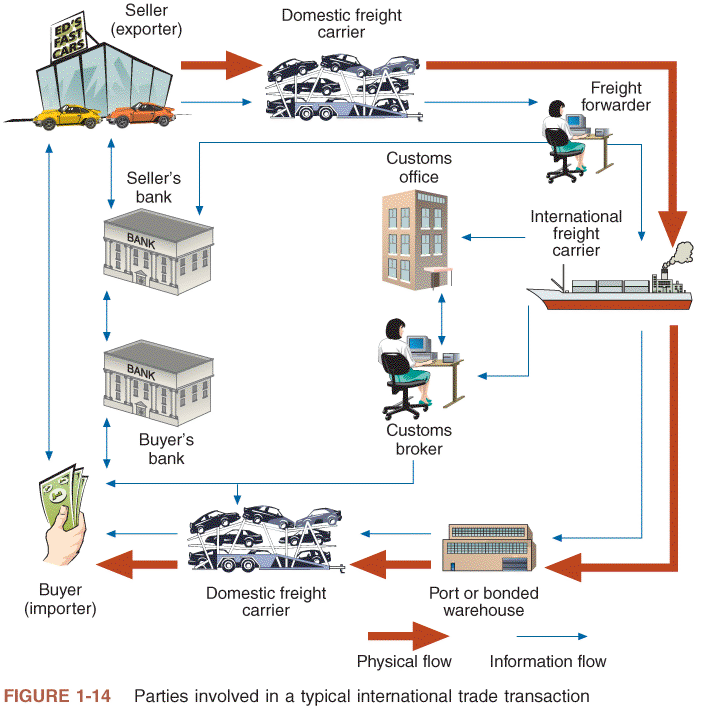 ED'S
FAST
CARS
Seller
(exporter)
Domestic freight
carrier
Freight
forwarder
Seller's
bank
BANK
Customs
office
International
freight
carrier
BANK
Buyer's
bank
Customs
broker
Buyer
(importer)
Domestic freight
carrier
Port or bonded
warehouse
Physical flow
Information flow
FIGURE 1-14 Parties involved in a typical international trade transaction